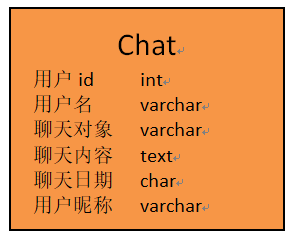 Chat
用户 id int
用户名 varchar
聊天对象 varchar
聊天内容 text
聊天日期 char
用户昵称 varchar